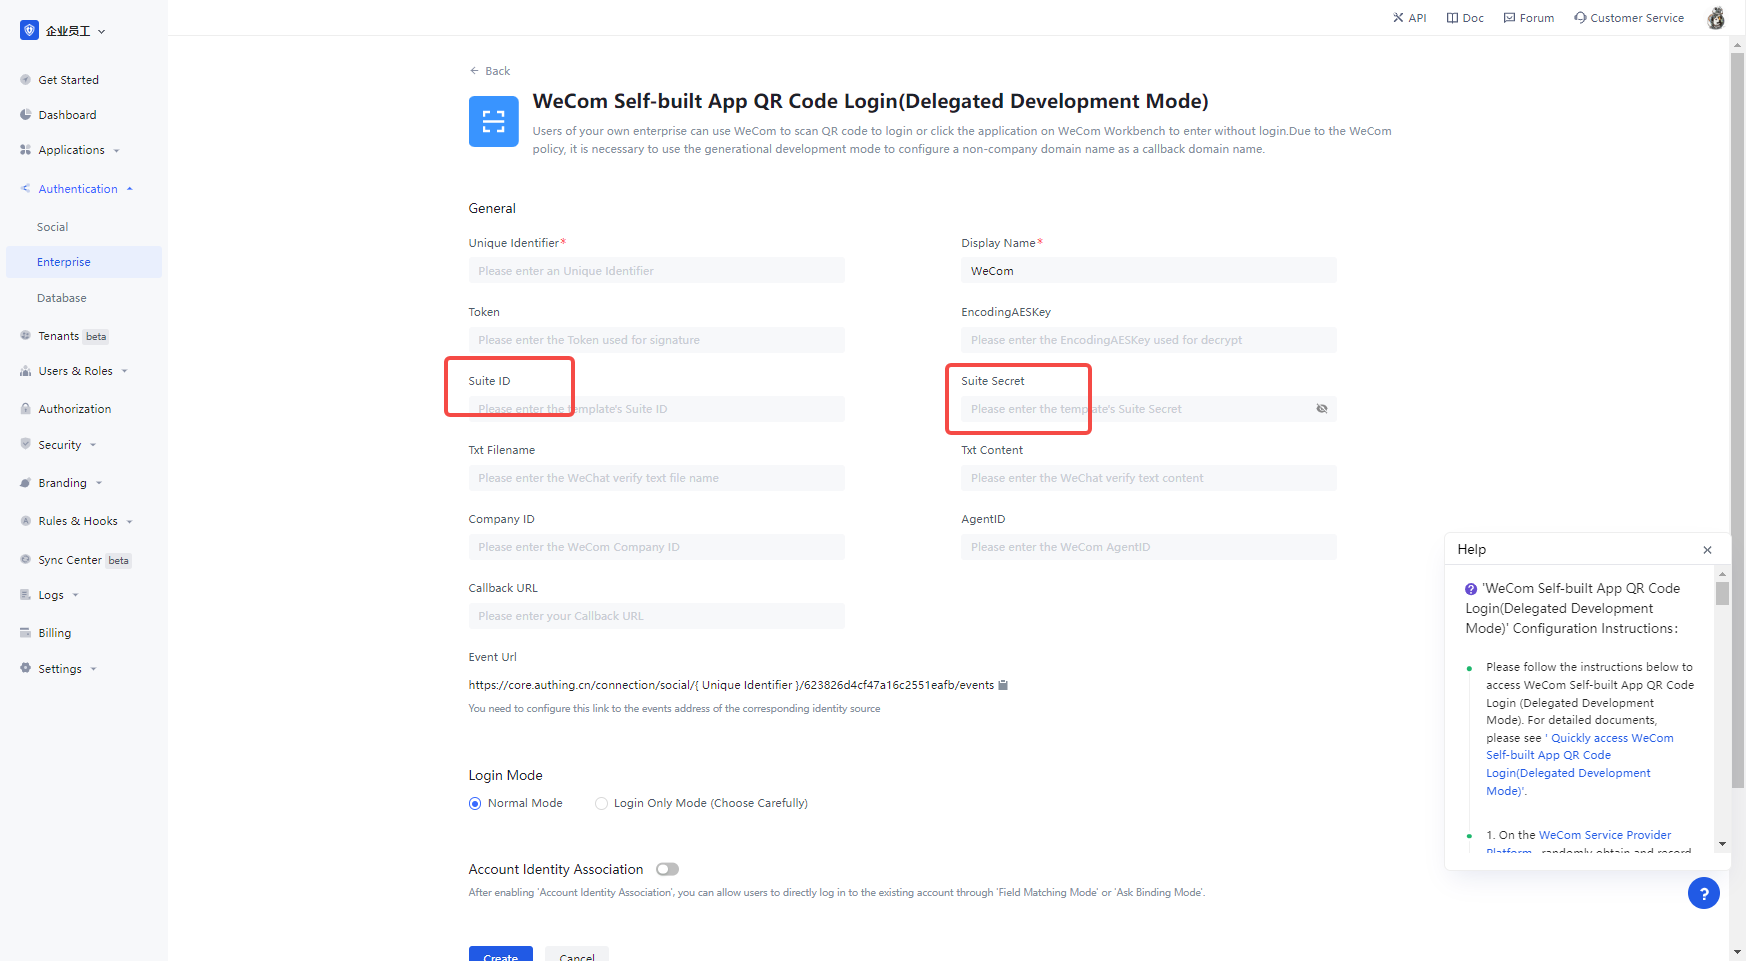 企业员工
API
Doc
Forum
Customer Service
Get Started
Dashboard
Applications
Authentication
Social
Enterprise
Database
Tenants beta
Users & Roles
Authorization
Security
Branding
Rules & Hooks
Sync Center beta
Logs
Billing
Settings
Back
WeCom Self-built App QR Code Login(Delegated Development Mode)
Users of your own enterprise can use WeCom to scan QR code to login or click the application on WeCom Workbench to enter without login.Due to the WeCom
policy, it is necessary to use the generational development mode to configure a non-company domain name as a callback domain name.
General
Unique Identifier*
Display Name*
Please enter an Unique Identifier
WeCom
Token
EncodingAESKey
Please enter the Token used for signature
Please enter the EncodingAESKey used for decrypt
Suite ID
Suite Secret
Please enter the template's Suite ID
Please enter the template's Suite Secret
Txt Filename
Txt Content
Please enter the WeChat verify text file name
Please enter the WeChat verify text content
Company ID
AgentID
Please enter the WeCom Company ID
Please enter the WeCom AgentID
Callback URL
Please enter your Callback URL
Event Url
https://core.authing.cn/connection/social/{ Unique Identifier }/623826d4cf47a16c2551eafb/events
You need to configure this link to the events address of the corresponding identity source
Login Mode
Normal Mode
Login Only Mode (Choose Carefully)
Account Identity Association
After enabling 'Account Identity Association', you can allow users to directly log in to the existing account through 'Field Matching Mode' or 'Ask Binding Mode'.
Create
Cancel
Help
? 'WeCom Self-built App QR Code
Login(Delegated Development
Mode)' Configuration Instructions:
Please follow the instructions below to
access WeCom Self-built App QR Code
Login (Delegated Development
Mode). For detailed documents,
please see ' Quickly access WeCom
Self-built App QR Code
Login(Delegated Development
Mode)'.
1. On the WeCom Service Provider
Platform , randomly obtain and record
?